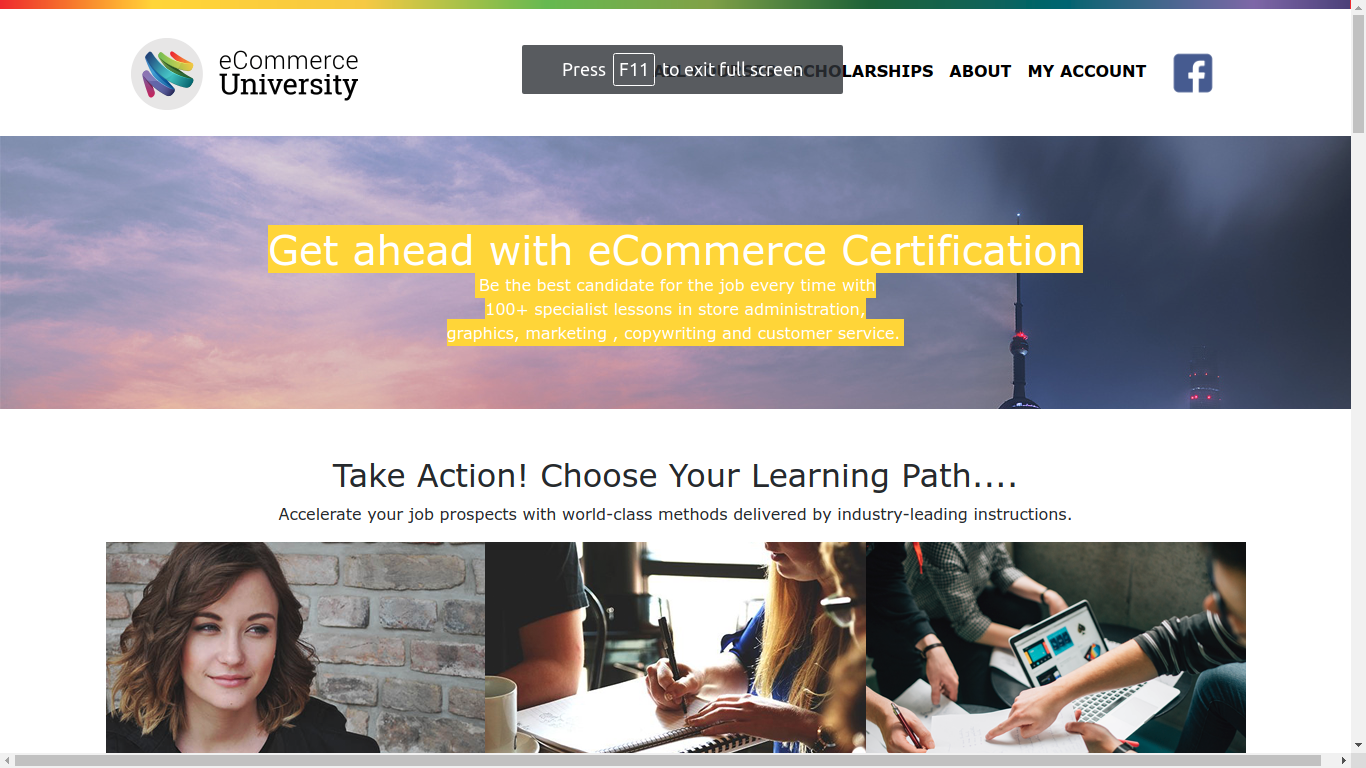 eCommerce
University
Press F11 to exit full screen
SCHOLARSHIPS ABOUT MY ACCOUNT
Get ahead with eCommerce Certification
Be the best candidate for the job every time with
100+ specialist lessons in store administration,
graphics, marketing , copywriting and customer service.
Take Action! Choose Your Learning Path....
Accelerate your job prospects with world-class methods delivered by industry-leading instructions.